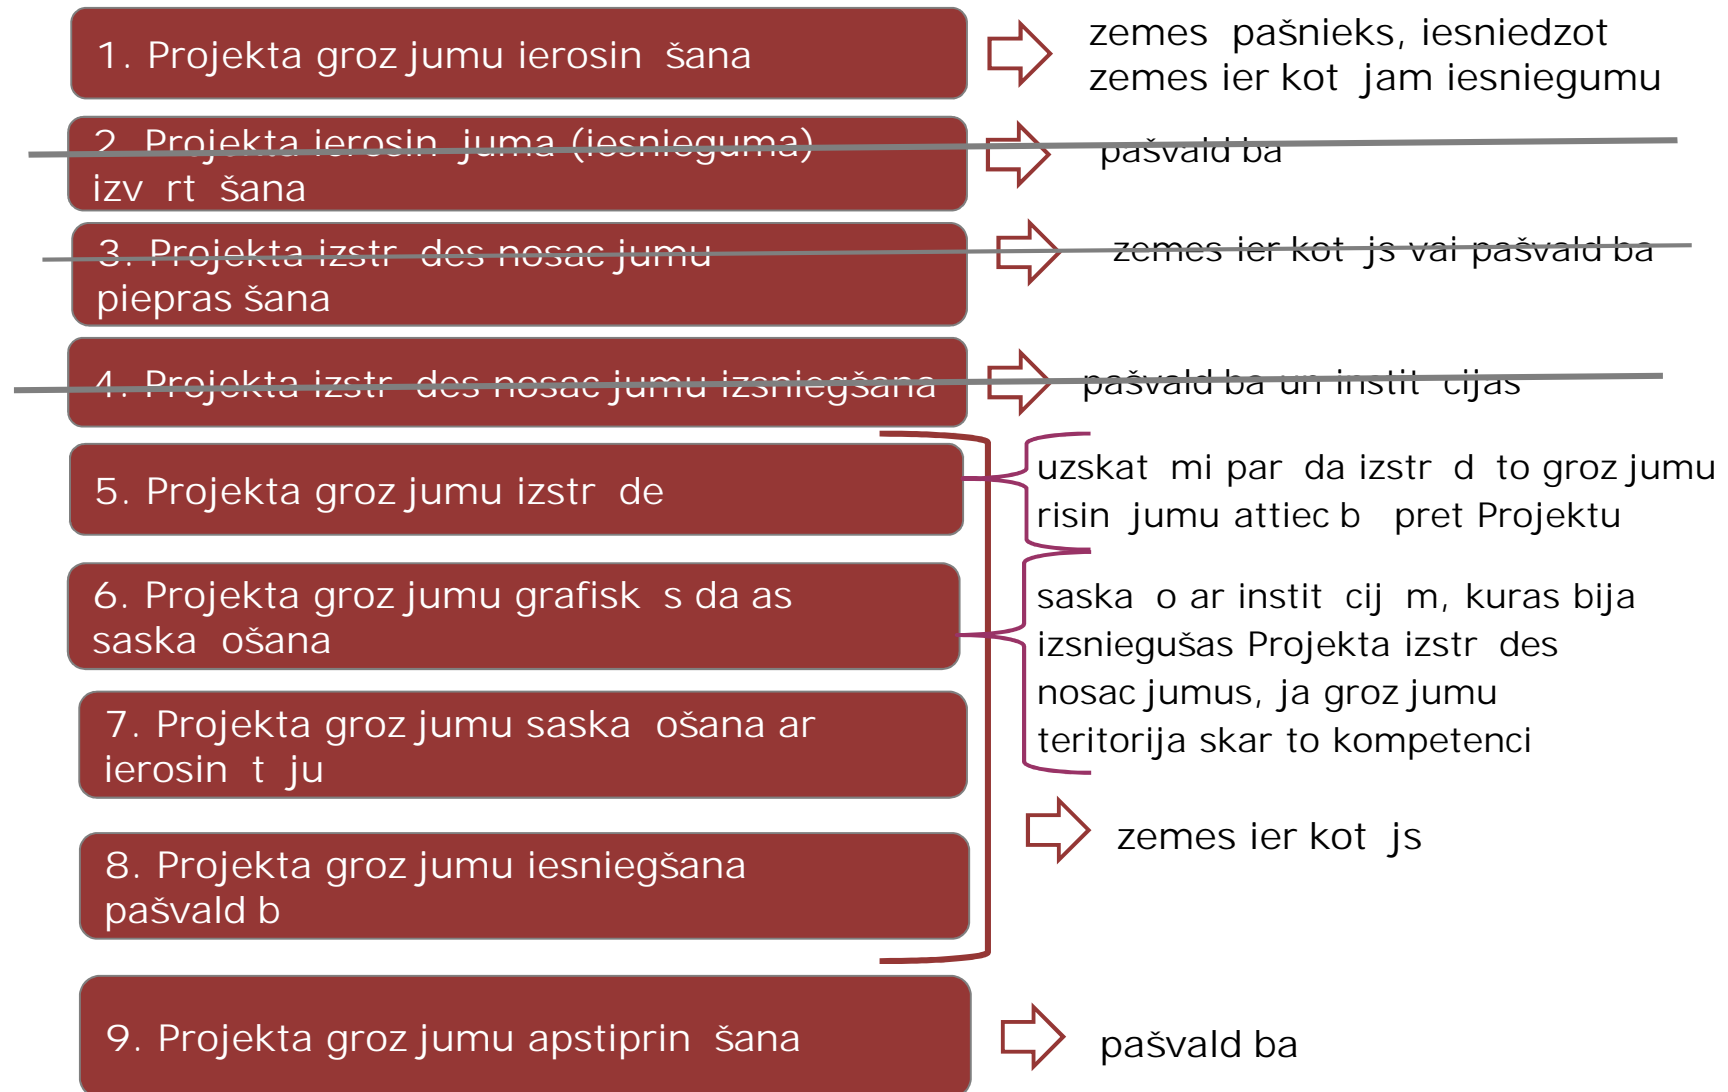 1. Projekta groz jumu ierosin šana
zemes pašnieks, iesniedzot
zemes ier kot jam iesniegumu
2. Projekta ierosin juma (iesnieguma)
izv rt šana
pašvald ba
3. Projekta izstr des nosac jumu
piepras šana
zemes ier kot js vai pašvald ba
4. Projekta izstr des nosac jumu izsniegšana
pašvald ba un instit cijas
5. Projekta groz jumu izstr de
uzskat mi par da izstr d to groz jumu
risin jumu attiec b pret Projektu
6. Projekta groz jumu grafisk s da as
saska ošana
saska o ar instit cij m, kuras bija
izsniegušas Projekta izstr des
nosac jumus, ja groz jumu
teritorija skar to kompetenci
7. Projekta groz jumu saska ošana ar
ierosin t ju
8. Projekta groz jumu iesniegšana
pašvald b
zemes ier kot js
9. Projekta groz jumu apstiprin šana
pašvald ba